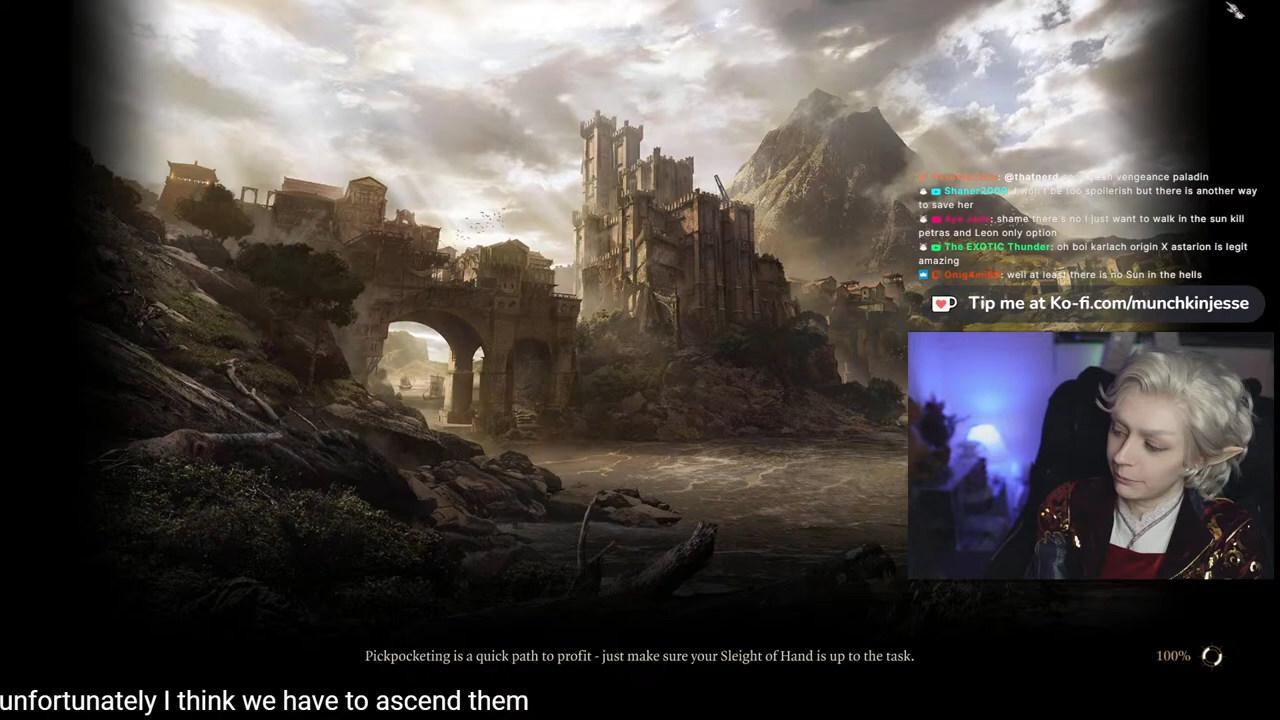 @thatnerd
vengeance paladin
Shaner2009: I won't be too spoilerish but there is another way
to save her
shame there's no I just want to walk in the sun kill
petras and Leon only option
The EXOTIC Thunder: oh boi karlach origin X astarion is legit
amazing
well at least there is no Sun in the hells
Tip me at Ko-fi.com/munchkinjesse
Pickpocketing is a quick path to profit - just make sure your Sleight of Hand is up to the task.
100%
unfortunately I think we have to ascend them